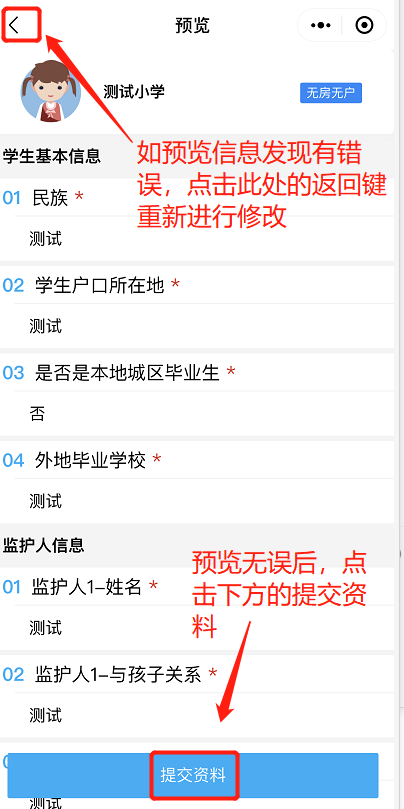 预览
测试小学
无房无户
学生基本信息
如预览信息发现有错
误，点击此处的返回键
重新进行修改
01 民族 *
测试
02 学生户口所在地 *
测试
03 是否是本地城区毕业生 *
否
04 外地毕业学校 *
测试
监护人信息
预览无误后，点
击下方的提交资
料
01 监护人1-姓名 *
测试
02 监护人1-与孩子关系 *
测试
提交资料
测试